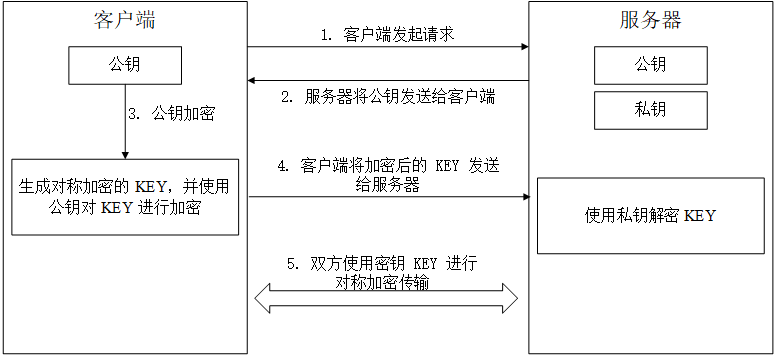 客户端
服务器
1. 客户端发起请求
公钥
公钥
2. 服务器将公钥发送给客户端
私钥
3. 公钥加密
4. 客户端将加密后的 KEY 发送
给服务器
生成对称加密的 KEY，并使用
公钥对 KEY 进行加密
使用私钥解密 KEY
5. 双方使用密钥 KEY 进行
对称加密传输